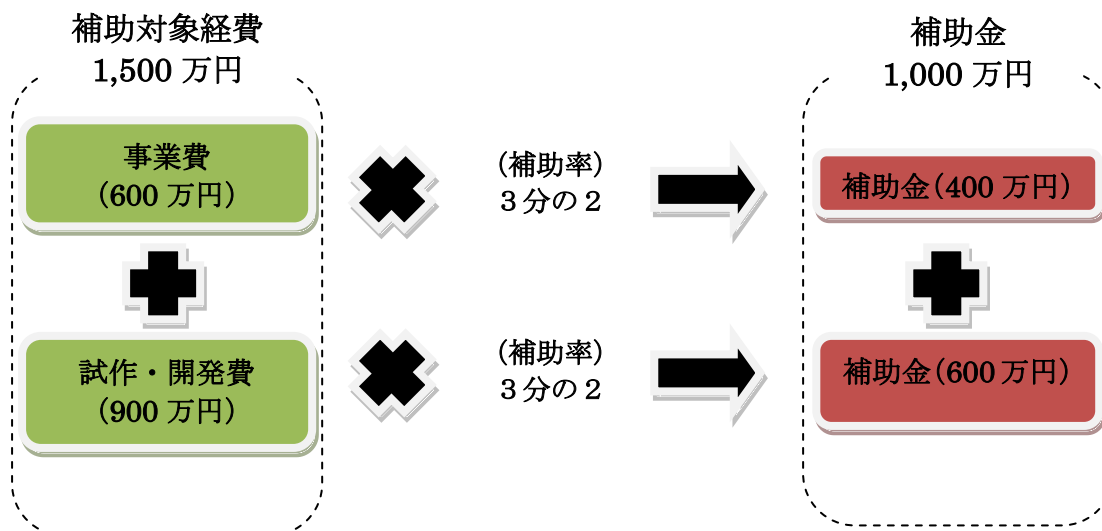 補助対象経費
1,500 万円
補助金
1,000 万円
事業費
(600 万円)
(補助率)
３分の２
補助金(400 万円)
試作・開発費
(900 万円)
(補助率)
３分の２
補助金(600 万円)